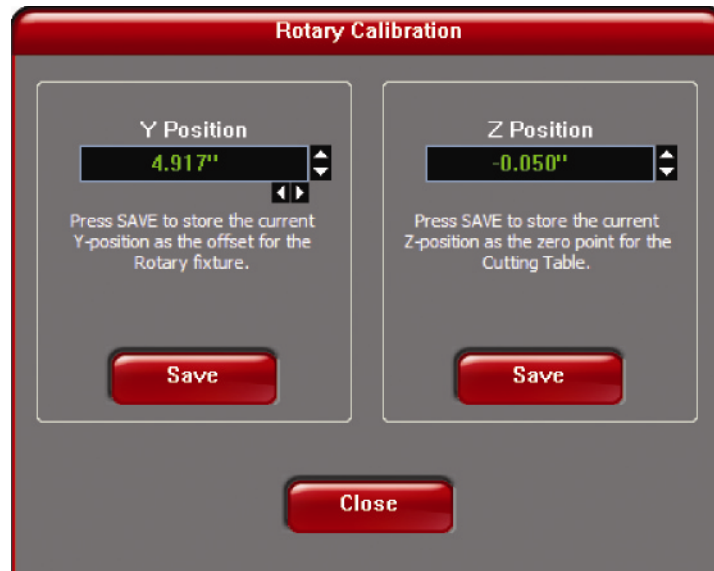 Rotary Calibration
Y Position
4.917"
Press SAVE to store the current
Y-position as the offset for the
Rotary fixture.
Save
Z Position
-0.050"
Press SAVE to store the current
Z-position as the zero point for the
Cutting Table.
Save
Close